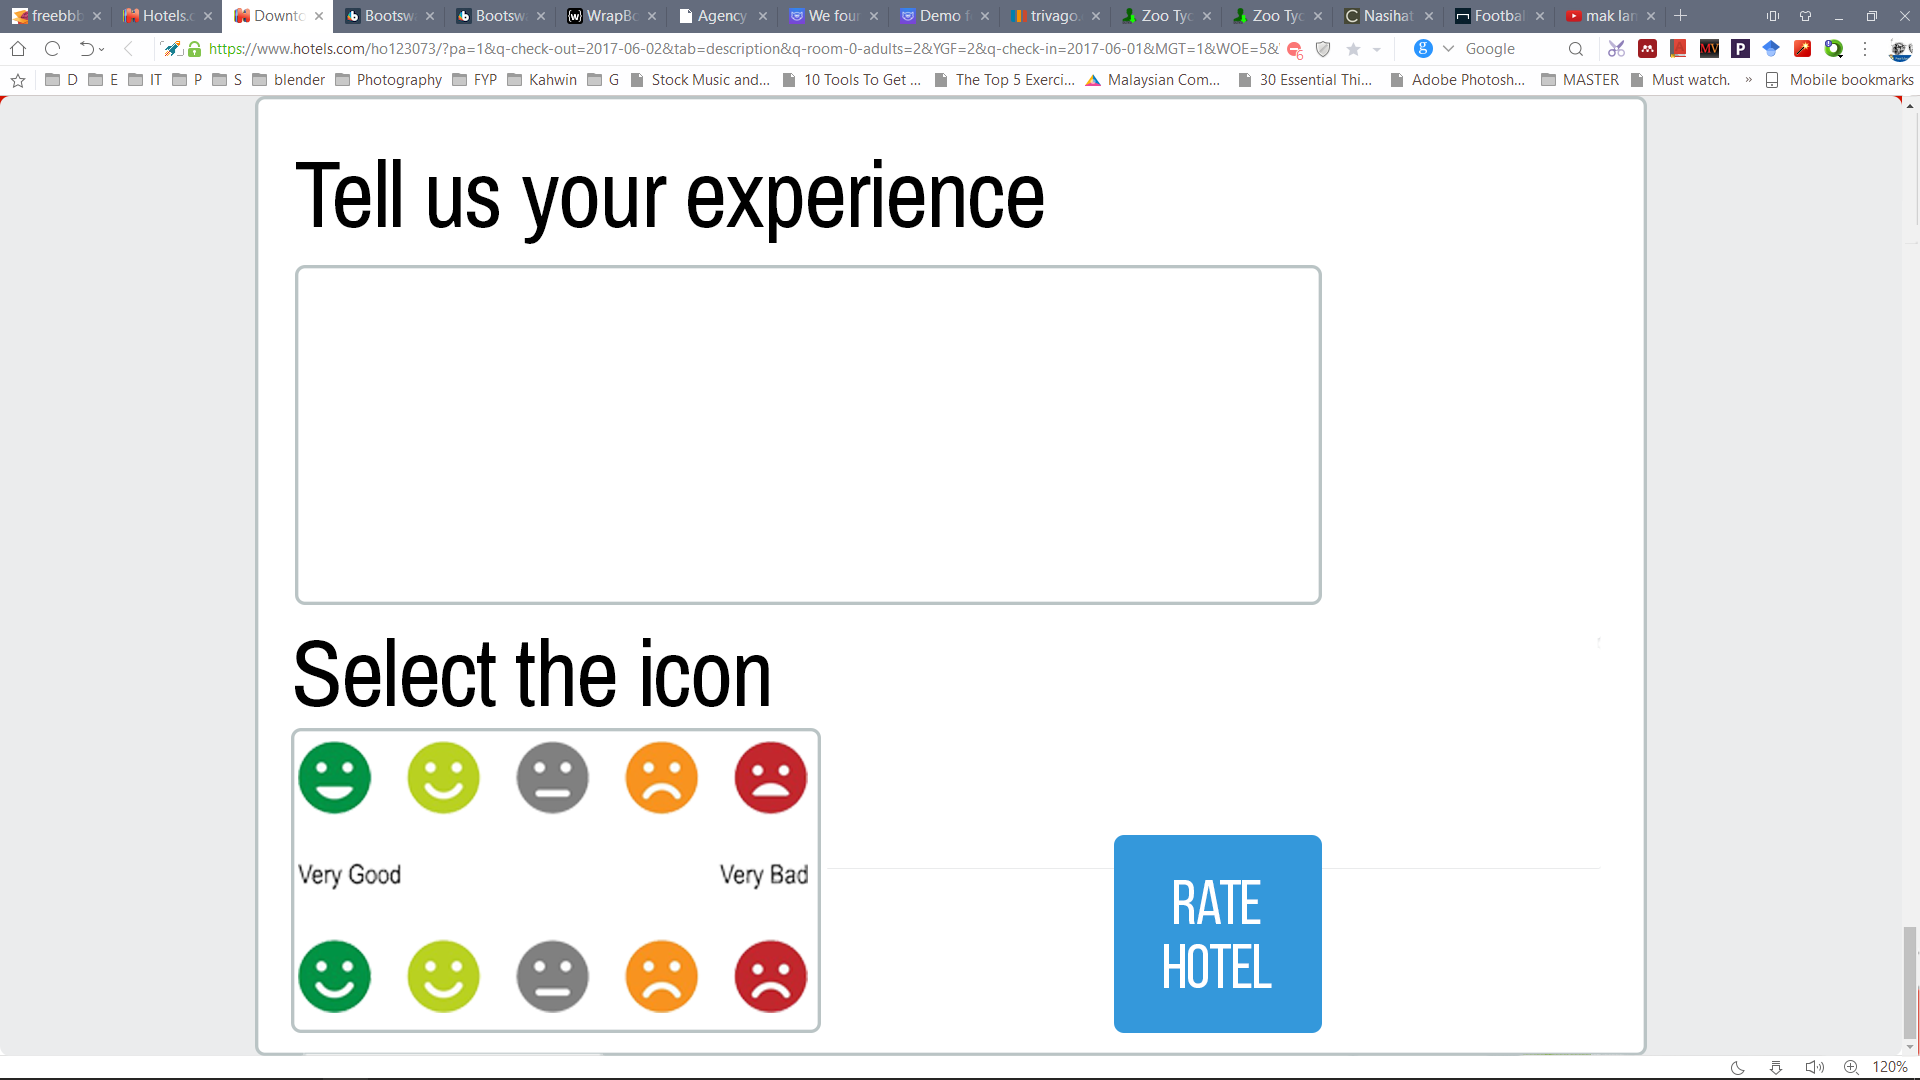 freebbb
Hotels.c
Downto
Bootsw
Bootsw
WrapBo
Agency
We four
Demo f
trivago.
Zoo Tyc
Zoo Tyc
Nasihat
Footbal
mak lan
https://www.hotels.com/ho123073/?pa=1&q-check-out=2017-06-02&tab=description&q-room-0-adults=2&YGF=2&q-check-in=2017-06-01&MGT=1&WOE=5&
Google
D
E
IT
P
S
blender
Photography
FYP
Kahwin
G
Stock Music and...
10 Tools To Get ...
The Top 5 Exerci...
Malaysian Com...
30 Essential Thi...
Adobe Photosh...
MASTER
Must watch.
»
Mobile bookmarks
Tell us your experience
Select the icon
Very Good
Very Bad
RATE
HOTEL
120%